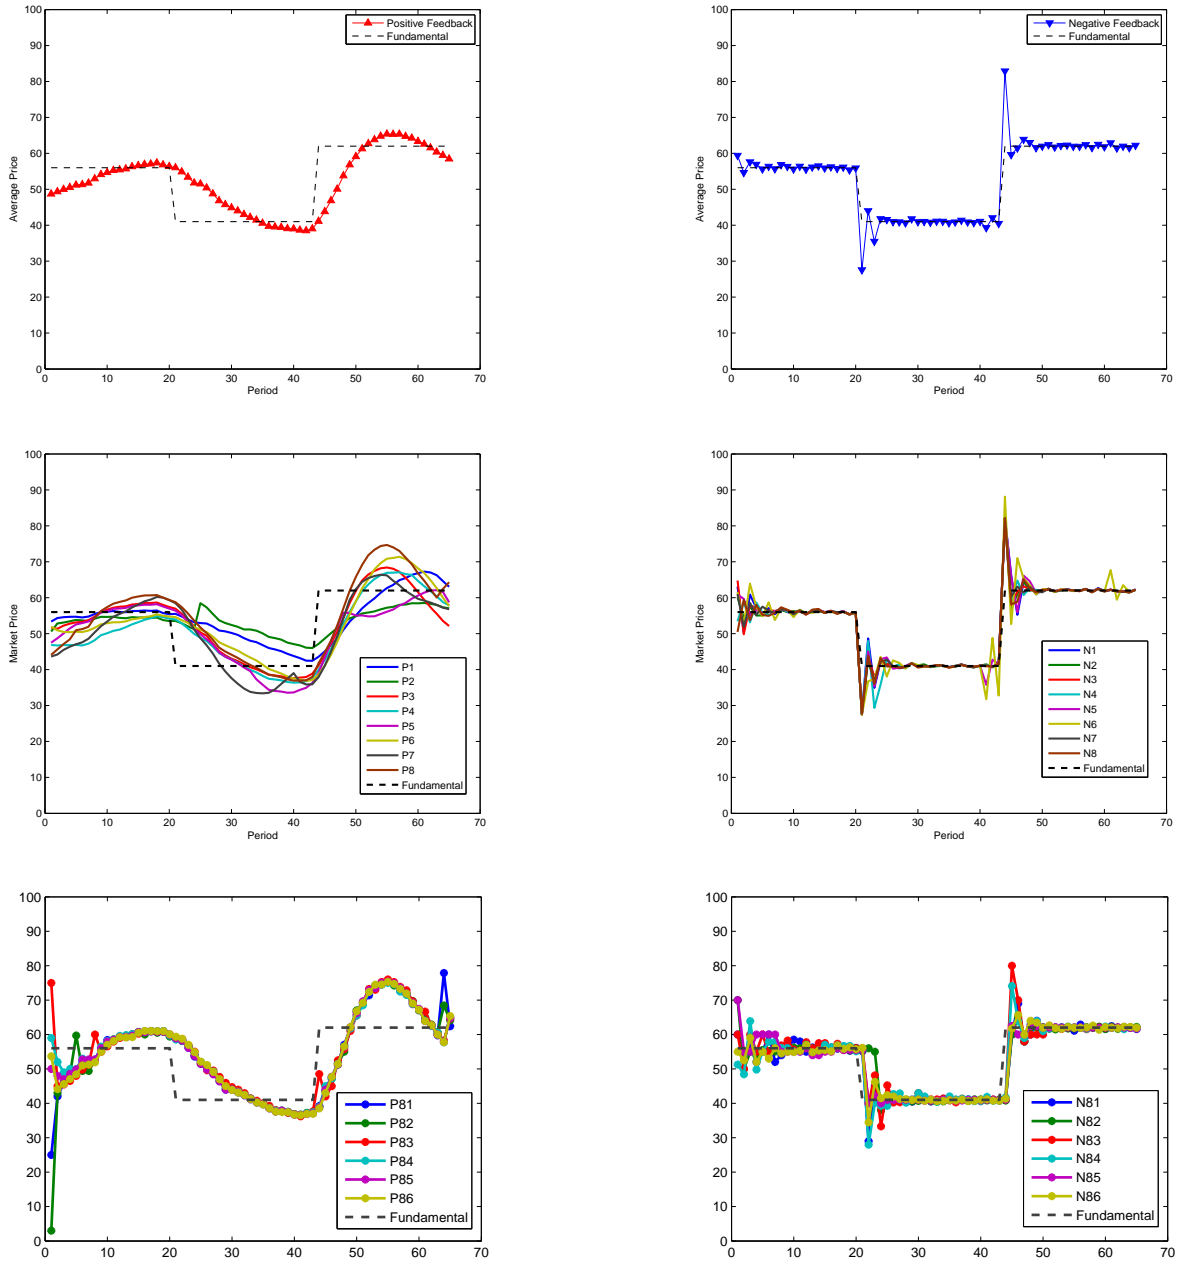 100
90
80
70
60
50
40
30
20
10
0
Average Price
Positive Feedback
Fundamental
0 10 20 30 40 50 60 70
Period
100
90
80
70
60
50
40
30
20
10
0
Average Price
Negative Feedback
Fundamental
0 10 20 30 40 50 60 70
Period
100
90
80
70
60
50
40
30
20
10
0
Market Price
P1
P2
P3
P4
P5
P6
P7
P8
Fundamental
0 10 20 30 40 50 60 70
Period
100
90
80
70
60
50
40
30
20
10
0
Market Price
N1
N2
N3
N4
N5
N6
N7
N8
Fundamental
0 10 20 30 40 50 60 70
Period
100
90
80
70
60
50
40
30
20
10
0
P81
P82
P83
P84
P85
P86
Fundamental
0 10 20 30 40 50 60 70
100
90
80
70
60
50
40
30
20
10
0
N81
N82
N83
N84
N85
N86
Fundamental
0 10 20 30 40 50 60 70